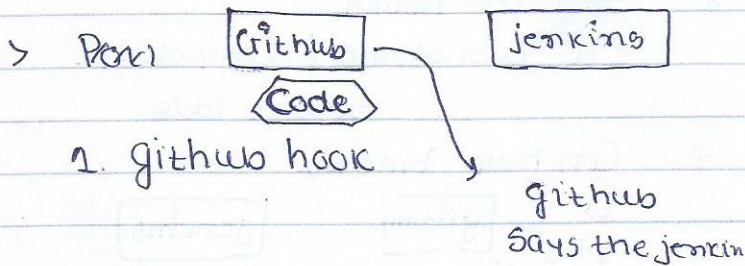 > Github jenkins
Code
1. github hook
github
says the jenkin